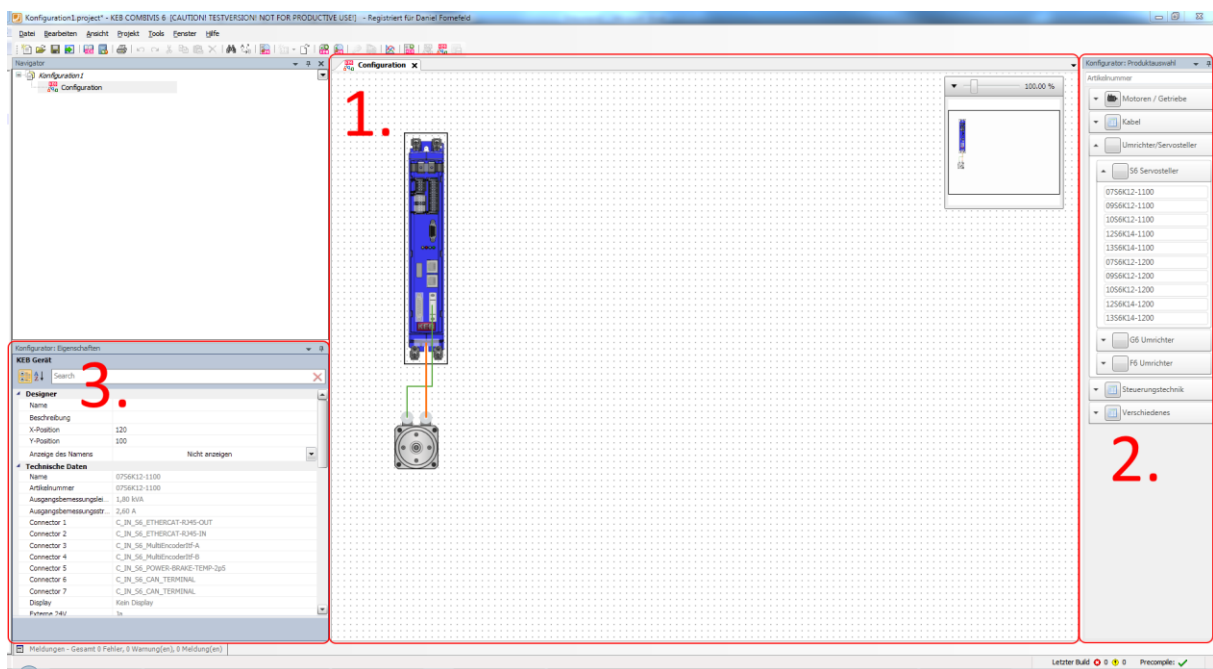 Konfiguration1.project* - KEB COMBIVIS 6 [CAUTION! TESTVERSION! NOT FOR PRODUCTIVE USE!] - Registriert für Daniel Fornefeld
Datei Bearbeiten Ansicht Projekt Tools Fenster Hilfe
Navigator
Konfiguration1
Configuration
Configuration
1.
100.00 %
Konfigurator: Produktauswahl
Artikelnummer
Motoren / Getriebe
Kabel
Umrichter/Servosteller
S6 Servosteller
07S6K12-1100
09S6K12-1100
10S6K12-1100
12S6K14-1100
13S6K14-1100
07S6K12-1200
09S6K12-1200
10S6K12-1200
12S6K14-1200
13S6K14-1200
G6 Umrichter
F6 Umrichter
Steuerungstechnik
Verschiedenes
2.
Konfigurator: Eigenschaften
KEB Gerät
Search
3.
Designer
Name
Beschreibung
X-Position 120
Y-Position 100
Anzeige des Namens Nicht anzeigen
Technische Daten
Name 07S6K12-1100
Artikelnummer 07S6K12-1100
Ausgangsbemessungslei... 1,80 kVA
Ausgangsbemessungsstr... 2,60 A
Connector 1 C_IN_S6_ETHERCAT-RJ45-OUT
Connector 2 C_IN_S6_ETHERCAT-RJ45-IN
Connector 3 C_IN_S6_MultiEncoderItf-A
Connector 4 C_IN_S6_MultiEncoderItf-B
Connector 5 C_IN_S6_POWER-BRAKE-TEMP-2p5
Connector 6 C_IN_S6_CAN_TERMINAL
Connector 7 C_IN_S6_CAN_TERMINAL
Display Kein Display
Externe 24V Ja
Meldungen - Gesamt 0 Fehler, 0 Warnung(en), 0 Meldung(en)
Letzter Build 0 0 Precompile: